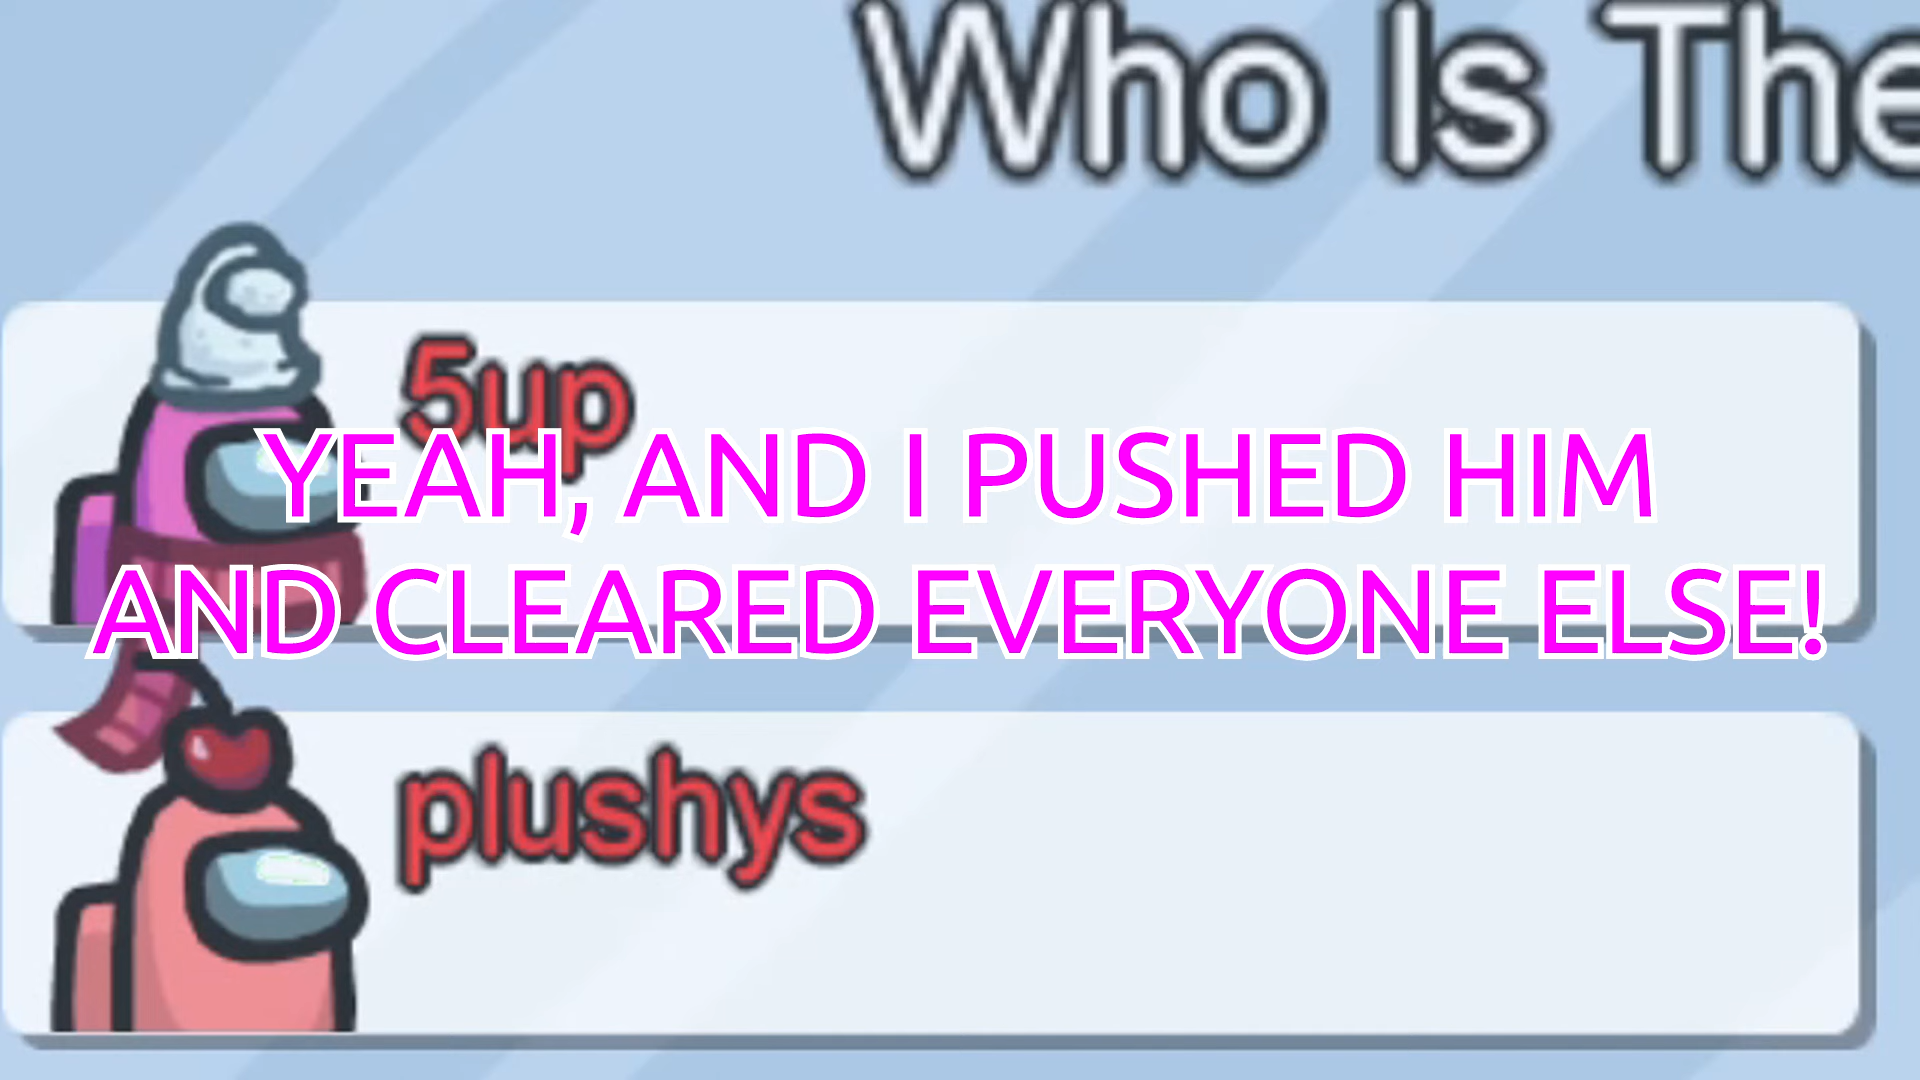 Who Is The
5up
YEAH, AND I PUSHED HIM
AND CLEARED EVERYONE ELSE!
plushys